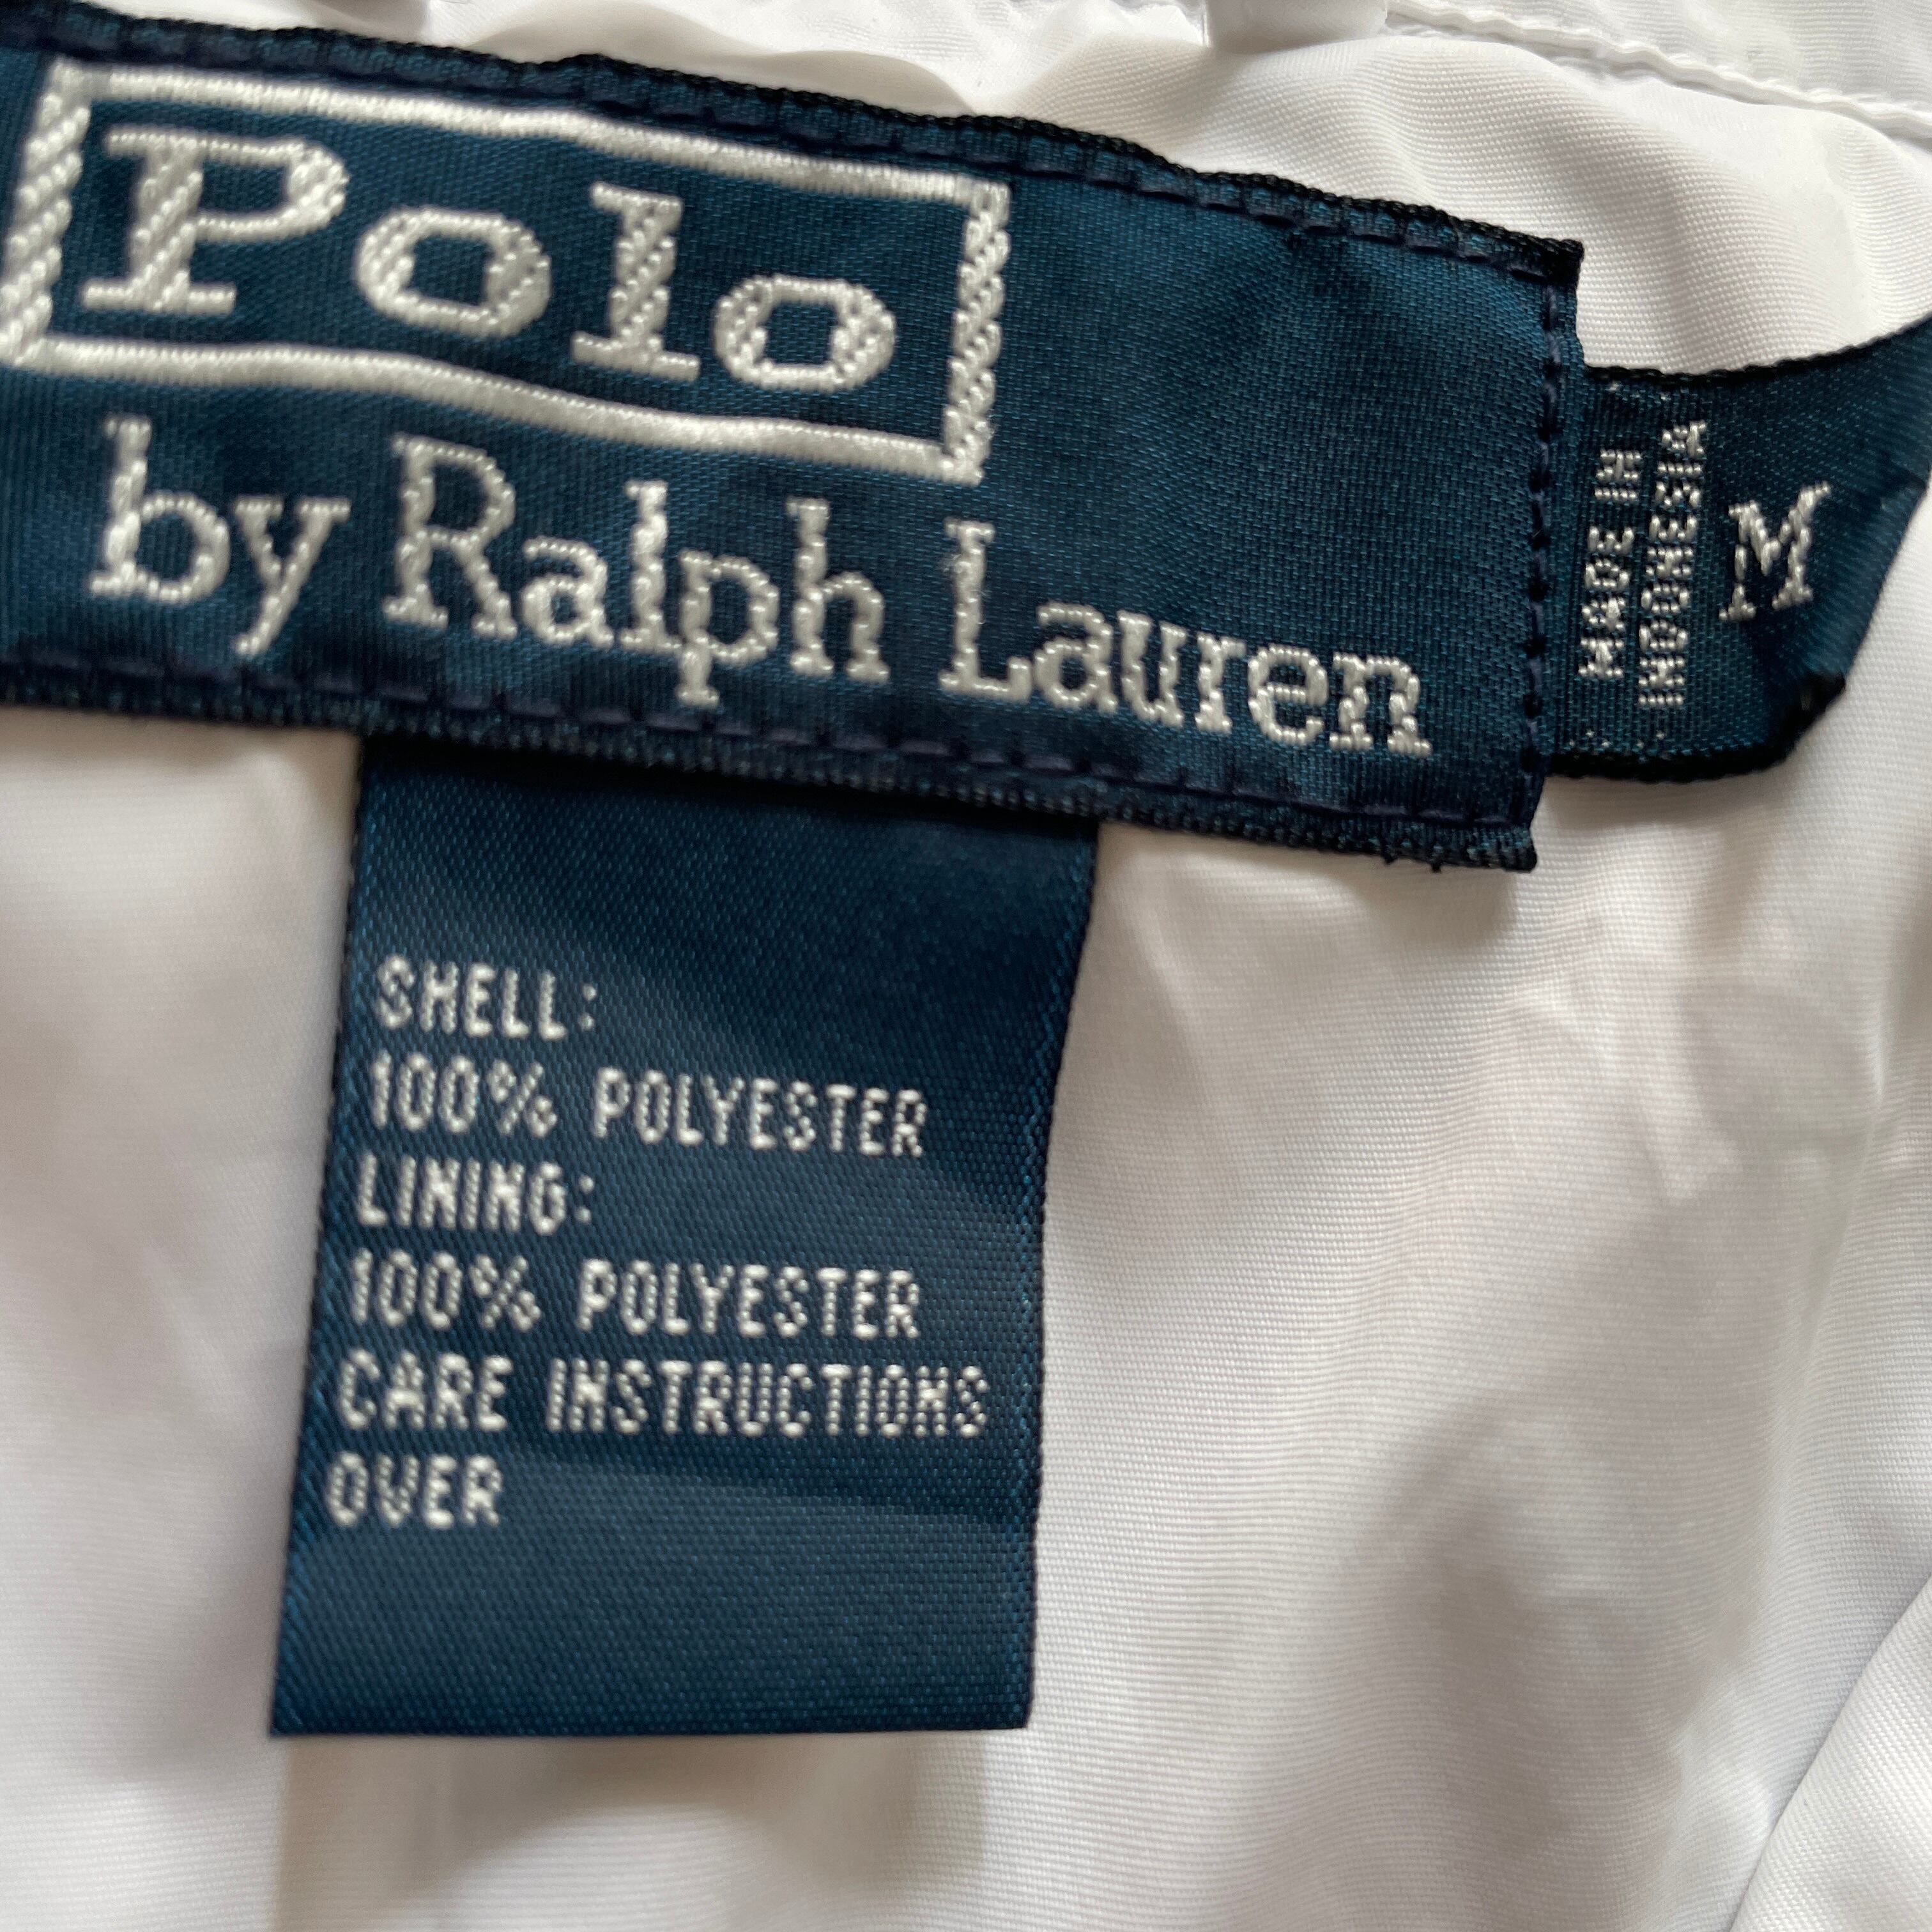 Polo
by Ralph Lauren
MADE IN
INDONESIA
M
SHELL:
100% POLYESTER
LINING:
100% POLYESTER
CARE INSTRUCTIONS
OVER